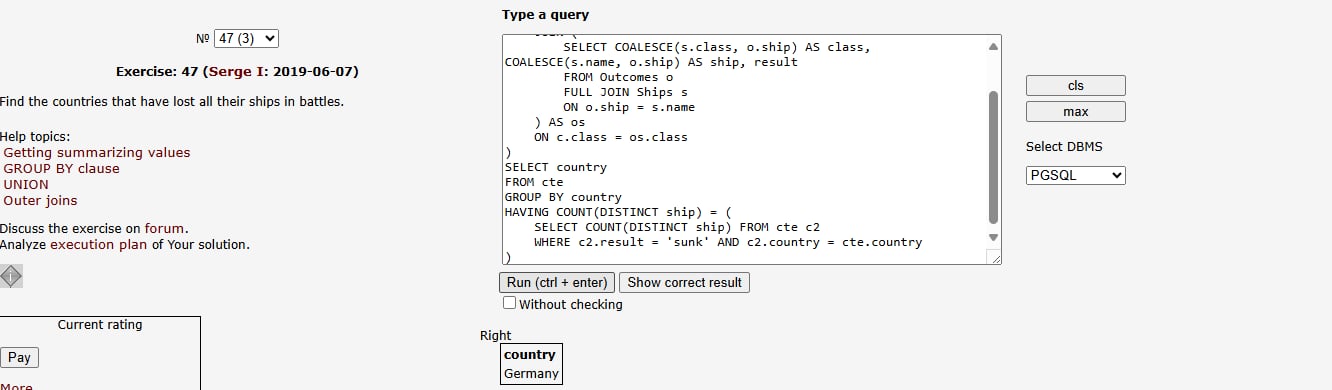 Type a query
№ 47 (3)
Exercise: 47 (Serge I: 2019-06-07)
Find the countries that have lost all their ships in battles.
Help topics:
Getting summarizing values
GROUP BY clause
UNION
Outer joins
Discuss the exercise on forum.
Analyze execution plan of Your solution.
Current rating
Pay
More
SELECT COALESCE(s.class, o.ship) AS class,
COALESCE(s.name, o.ship) AS ship, result
FROM Outcomes o
FULL JOIN Ships s
ON o.ship = s.name
) AS os
ON c.class = os.class
)
SELECT country
FROM cte
GROUP BY country
HAVING COUNT(DISTINCT ship) = (
SELECT COUNT(DISTINCT ship) FROM cte c2
WHERE c2.result = 'sunk' AND c2.country = cte.country
)
Run (ctrl + enter)
Show correct result
Without checking
Right
country
Germany
cls
max
Select DBMS
PGSQL